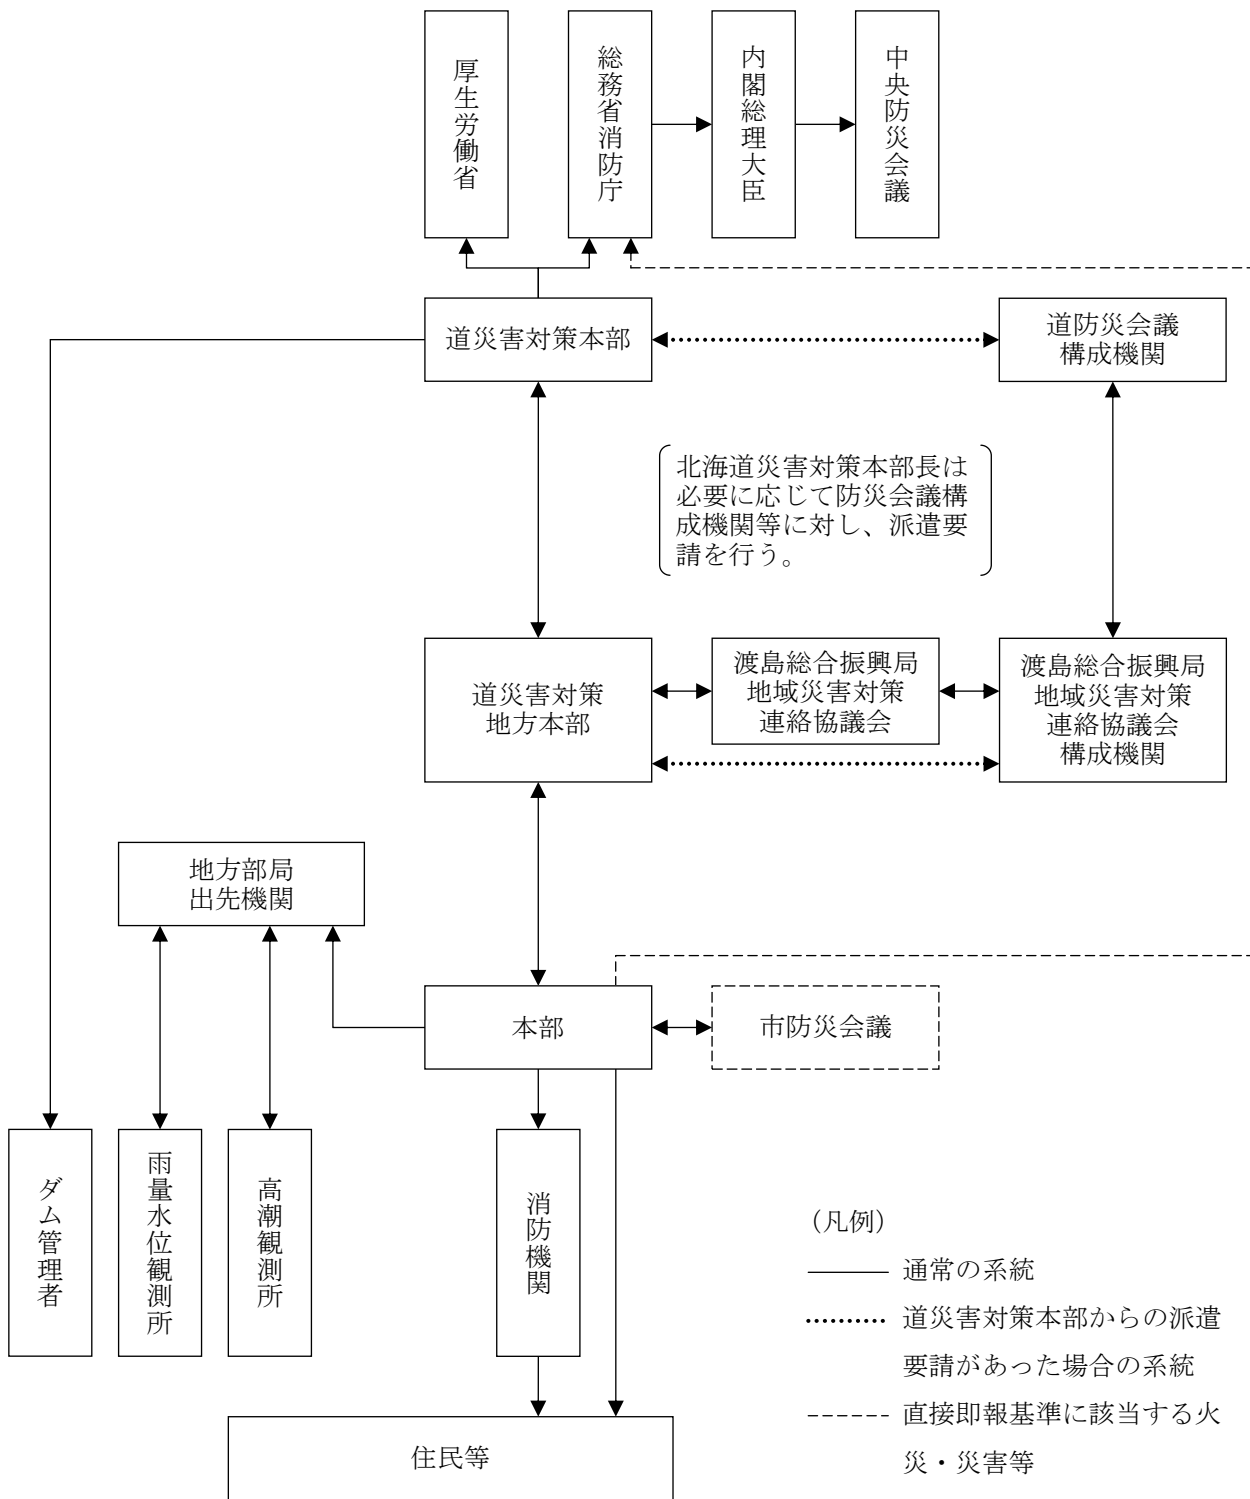 厚生労働省
総務省消防庁
内閣総理大臣
中央防災会議
道災害対策本部
道防災会議
構成機関
北海道災害対策本部長は
必要に応じて防災会議構
成機関等に対し、派遣要
請を行う。
道災害対策
地方本部
渡島総合振興局
地域災害対策
連絡協議会
渡島総合振興局
地域災害対策
連絡協議会
構成機関
地方部局
出先機関
本部
市防災会議
ダム管理者
雨量水位観測所
高潮観測所
消防機関
住民等
（凡例）
通常の系統
道災害対策本部からの派遣
要請があった場合の系統
直接即報基準に該当する火
災・災害等